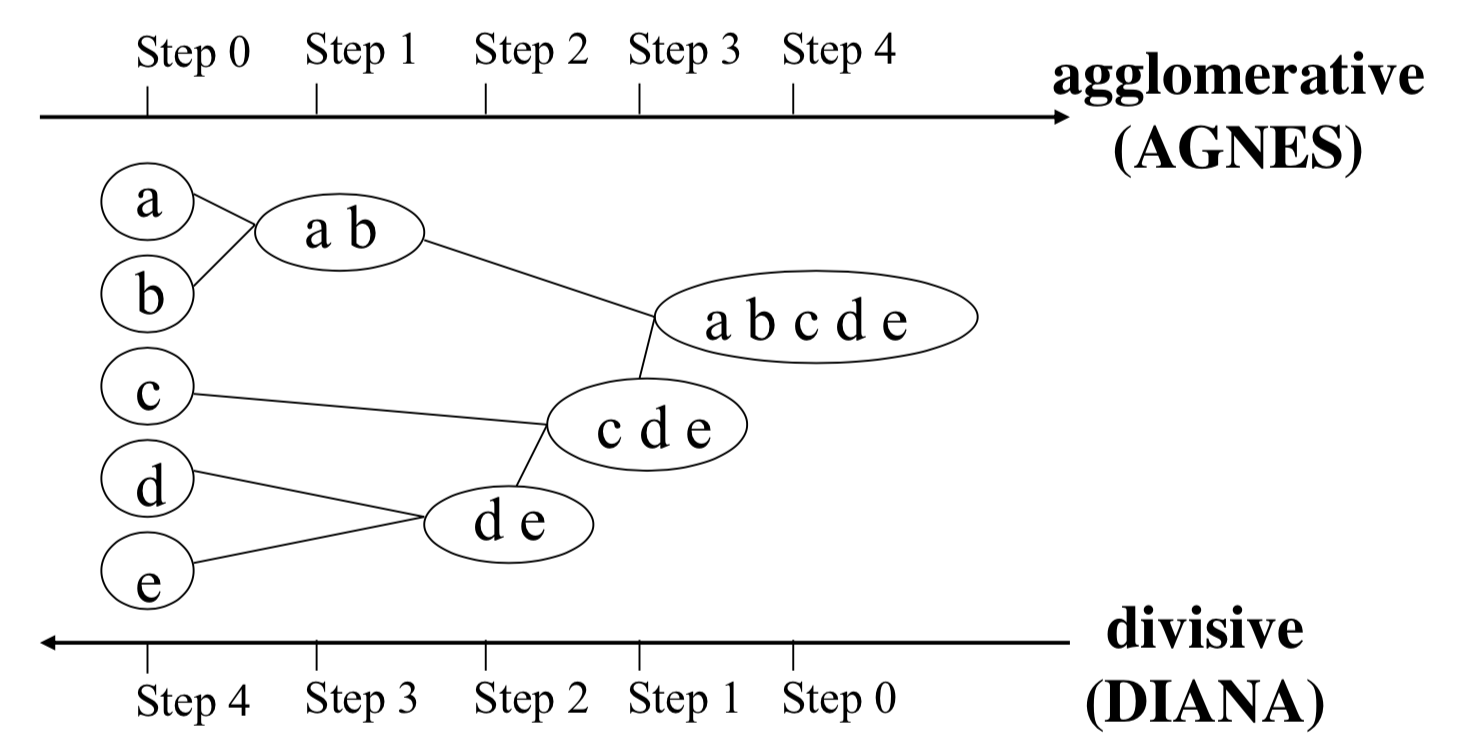 Step 0 Step 1 Step 2 Step 3 Step 4
agglomerative
(AGNES)
a
a b
b
a b c d e
c
c d e
d
d e
e
divisive
(DIANA)
Step 4 Step 3 Step 2 Step 1 Step 0